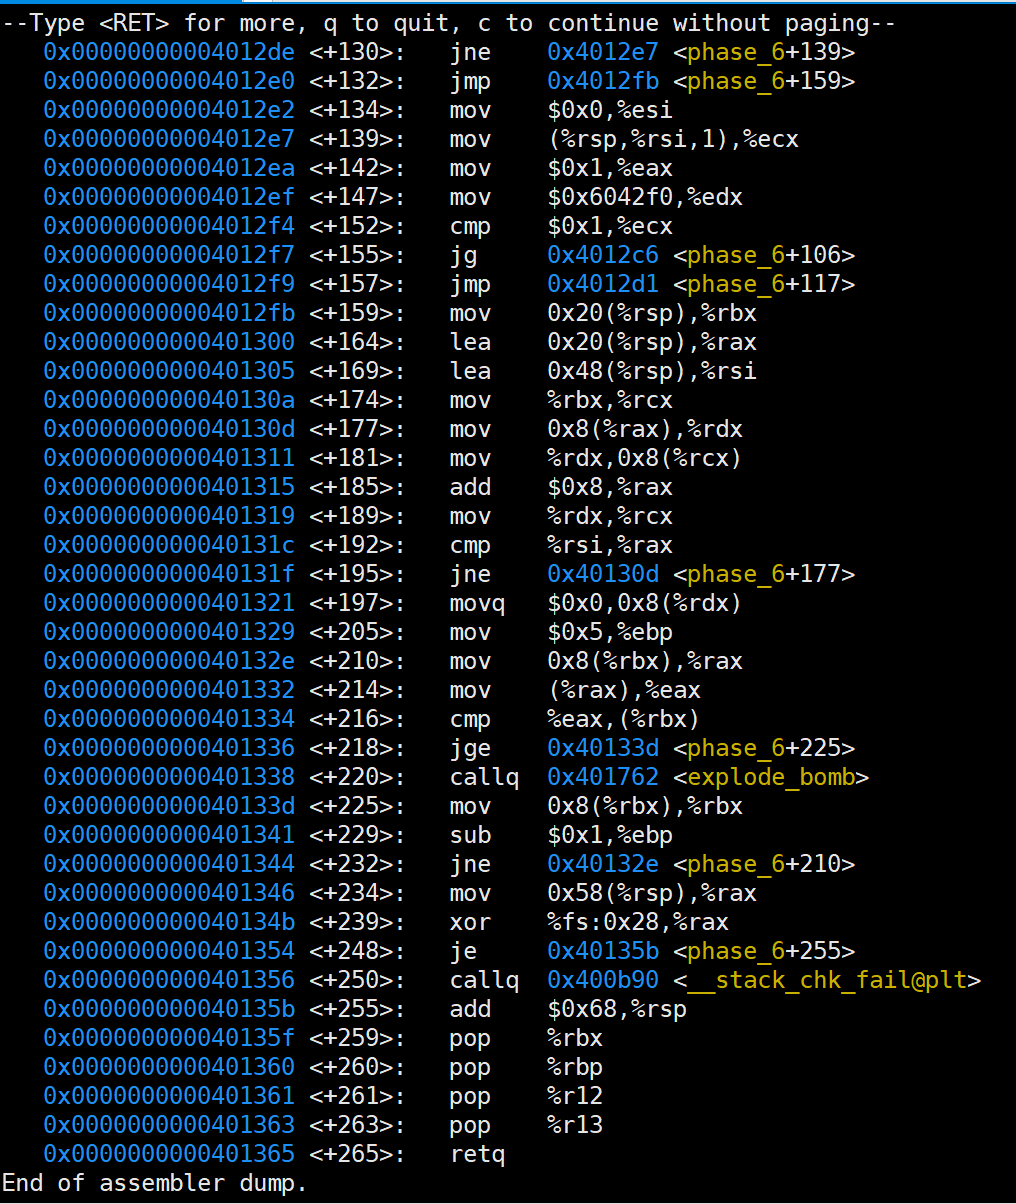 --Type <RET> for more, q to quit, c to continue without paging--
   0x00000000004012de <+130>:   jne    0x4012e7 <phase_6+139>
   0x00000000004012e0 <+132>:   jmp    0x4012fb <phase_6+159>
   0x00000000004012e2 <+134>:   mov    $0x0,%esi
   0x00000000004012e7 <+139>:   mov    (%rsp,%rsi,1),%ecx
   0x00000000004012ea <+142>:   mov    $0x1,%eax
   0x00000000004012ef <+147>:   mov    $0x6042f0,%edx
   0x00000000004012f4 <+152>:   cmp    $0x1,%ecx
   0x00000000004012f7 <+155>:   jg     0x4012c6 <phase_6+106>
   0x00000000004012f9 <+157>:   jmp    0x4012d1 <phase_6+117>
   0x00000000004012fb <+159>:   mov    0x20(%rsp),%rbx
   0x0000000000401300 <+164>:   lea    0x20(%rsp),%rax
   0x0000000000401305 <+169>:   lea    0x48(%rsp),%rsi
   0x000000000040130a <+174>:   mov    %rbx,%rcx
   0x000000000040130d <+177>:   mov    0x8(%rax),%rdx
   0x0000000000401311 <+181>:   mov    %rdx,0x8(%rcx)
   0x0000000000401315 <+185>:   add    $0x8,%rax
   0x0000000000401319 <+189>:   mov    %rdx,%rcx
   0x000000000040131c <+192>:   cmp    %rsi,%rax
   0x000000000040131f <+195>:   jne    0x40130d <phase_6+177>
   0x0000000000401321 <+197>:   movq   $0x0,0x8(%rdx)
   0x0000000000401329 <+205>:   mov    $0x5,%ebp
   0x000000000040132e <+210>:   mov    0x8(%rbx),%rax
   0x0000000000401332 <+214>:   mov    (%rax),%eax
   0x0000000000401334 <+216>:   cmp    %eax,(%rbx)
   0x0000000000401336 <+218>:   jge    0x40133d <phase_6+225>
   0x0000000000401338 <+220>:   callq  0x401762 <explode_bomb>
   0x000000000040133d <+225>:   mov    0x8(%rbx),%rbx
   0x0000000000401341 <+229>:   sub    $0x1,%ebp
   0x0000000000401344 <+232>:   jne    0x40132e <phase_6+210>
   0x0000000000401346 <+234>:   mov    0x58(%rsp),%rax
   0x000000000040134b <+239>:   xor    %fs:0x28,%rax
   0x0000000000401354 <+248>:   je     0x40135b <phase_6+255>
   0x0000000000401356 <+250>:   callq  0x400b90 <__stack_chk_fail@plt>
   0x000000000040135b <+255>:   add    $0x68,%rsp
   0x000000000040135f <+259>:   pop    %rbx
   0x0000000000401360 <+260>:   pop    %rbp
   0x0000000000401361 <+261>:   pop    %r12
   0x0000000000401363 <+263>:   pop    %r13
   0x0000000000401365 <+265>:   retq
End of assembler dump.